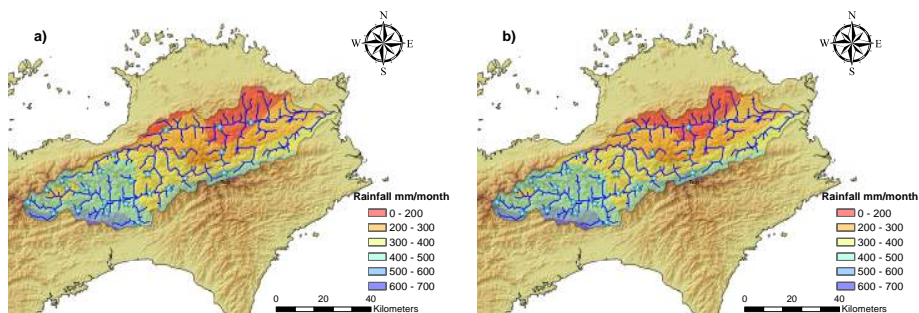 a)
N
W E
S
Rainfall mm/month
0 - 200
200 - 300
300 - 400
400 - 500
500 - 600
600 - 700
0 20 40
Kilometers
b)
N
W E
S
Rainfall mm/month
0 - 200
200 - 300
300 - 400
400 - 500
500 - 600
600 - 700
0 20 40
Kilometers